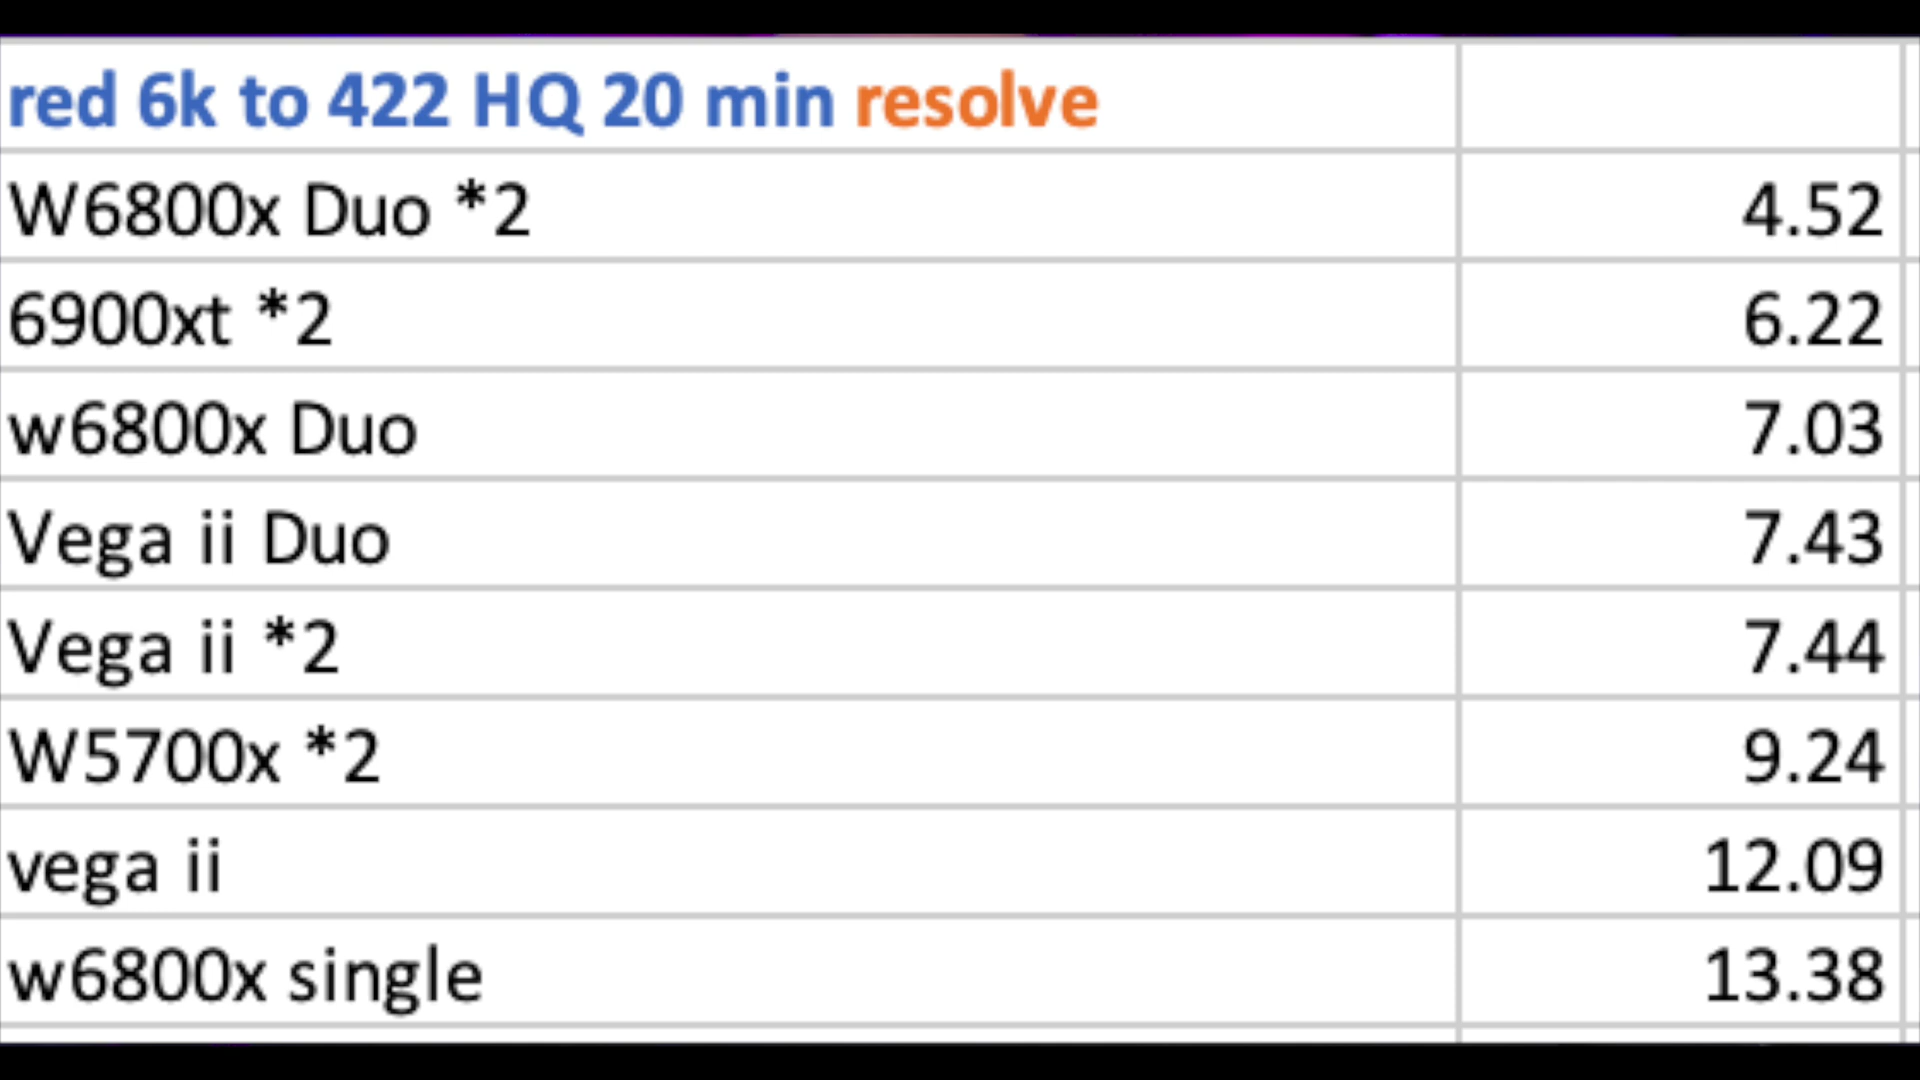 red 6k to 422 HQ 20 min resolve
W6800x Duo *2 4.52
6900xt *2 6.22
w6800x Duo 7.03
Vega ii Duo 7.43
Vega ii *2 7.44
W5700x *2 9.24
vega ii 12.09
w6800x single 13.38